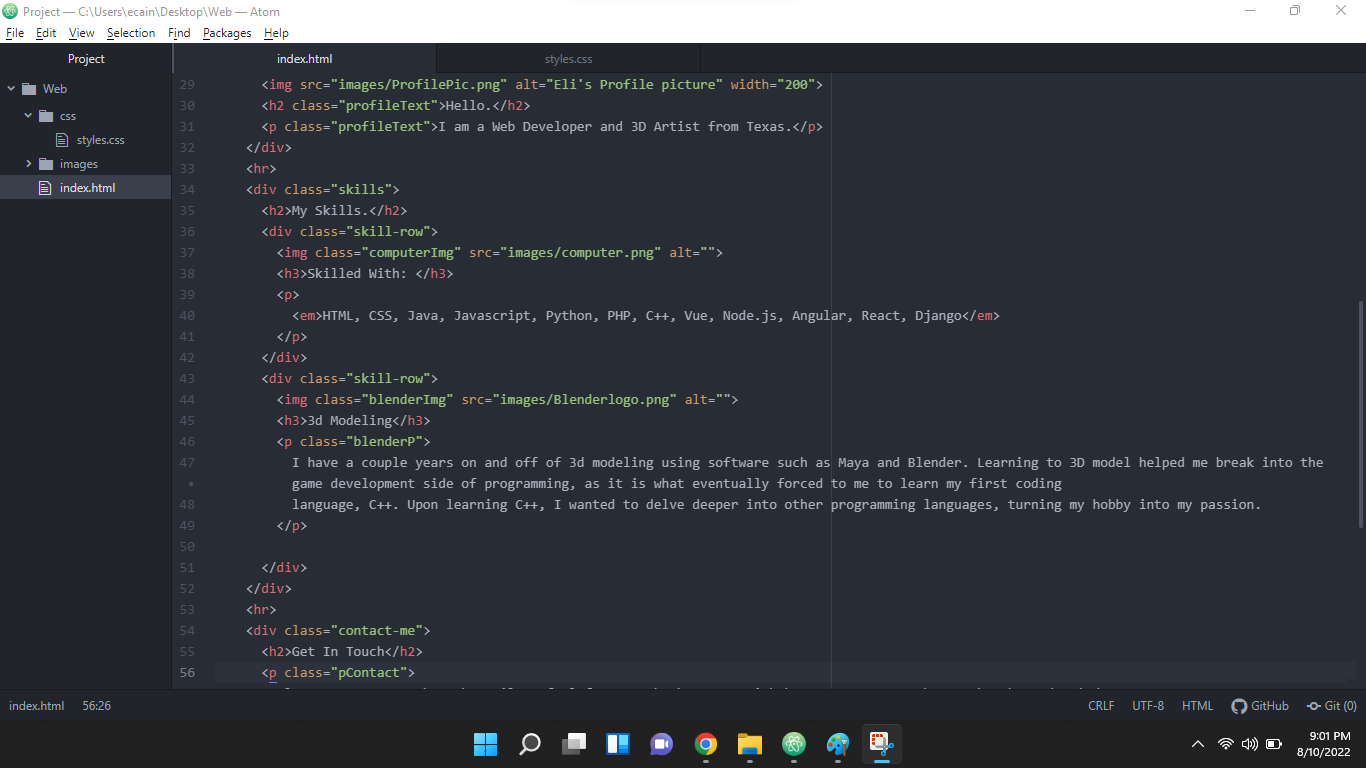 Project — C:\Users\ecain\Desktop\Web — Atom
File Edit View Selection Find Packages Help
Project
index.html
styles.css
Web
css
styles.css
images
index.html
29 <img src="images/ProfilePic.png" alt="Eli's Profile picture" width="200">
30 <h2 class="profileText">Hello.</h2>
31 <p class="profileText">I am a Web Developer and 3D Artist from Texas.</p>
32 </div>
33 <hr>
34 <div class="skills">
35 <h2>My Skills.</h2>
36 <div class="skill-row">
37 <img class="computerImg" src="images/computer.png" alt="">
38 <h3>Skilled With: </h3>
39 <p>
40 <em>HTML, CSS, Java, Javascript, Python, PHP, C++, Vue, Node.js, Angular, React, Django</em>
41 </p>
42 </div>
43 <div class="skill-row">
44 <img class="blenderImg" src="images/Blenderlogo.png" alt="">
45 <h3>3d Modeling</h3>
46 <p class="blenderP">
47 I have a couple years on and off of 3d modeling using software such as Maya and Blender. Learning to 3D model helped me break into the
• game development side of programming, as it is what eventually forced to me to learn my first coding
48 language, C++. Upon learning C++, I wanted to delve deeper into other programming languages, turning my hobby into my passion.
49 </p>
50
51 </div>
52 </div>
53 <hr>
54 <div class="contact-me">
55 <h2>Get In Touch</h2>
56 <p class="pContact">
index.html 56:26 CRLF UTF-8 HTML GitHub Git (0)
9:01 PM
8/10/2022